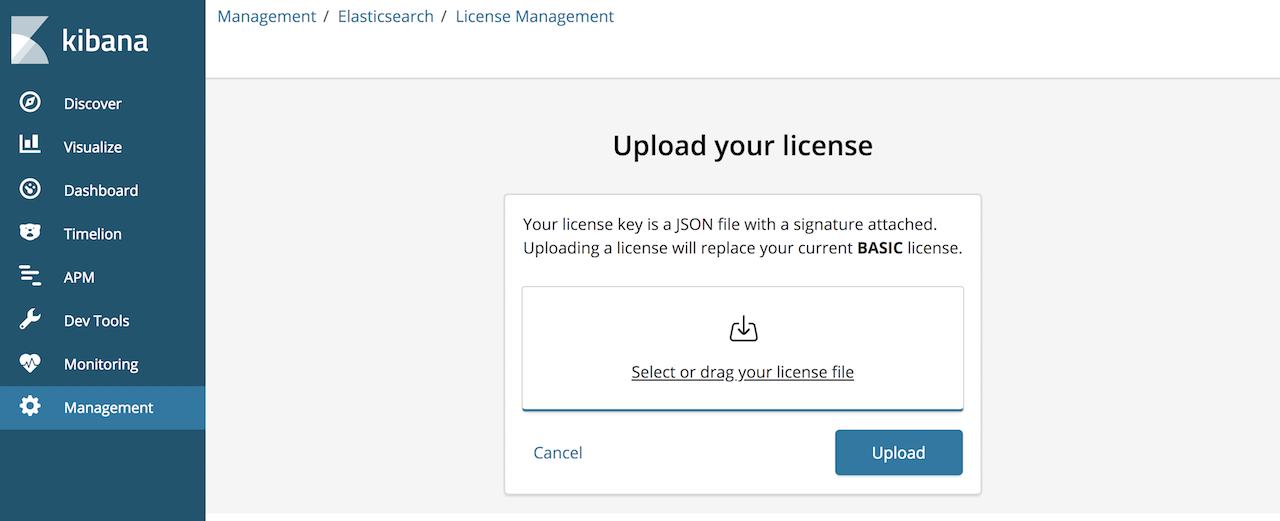 kibana
Discover
Visualize
Dashboard
Timelion
APM
Dev Tools
Monitoring
Management
Management / Elasticsearch / License Management
Upload your license
Your license key is a JSON file with a signature attached.
Uploading a license will replace your current BASIC license.
Select or drag your license file
Cancel
Upload